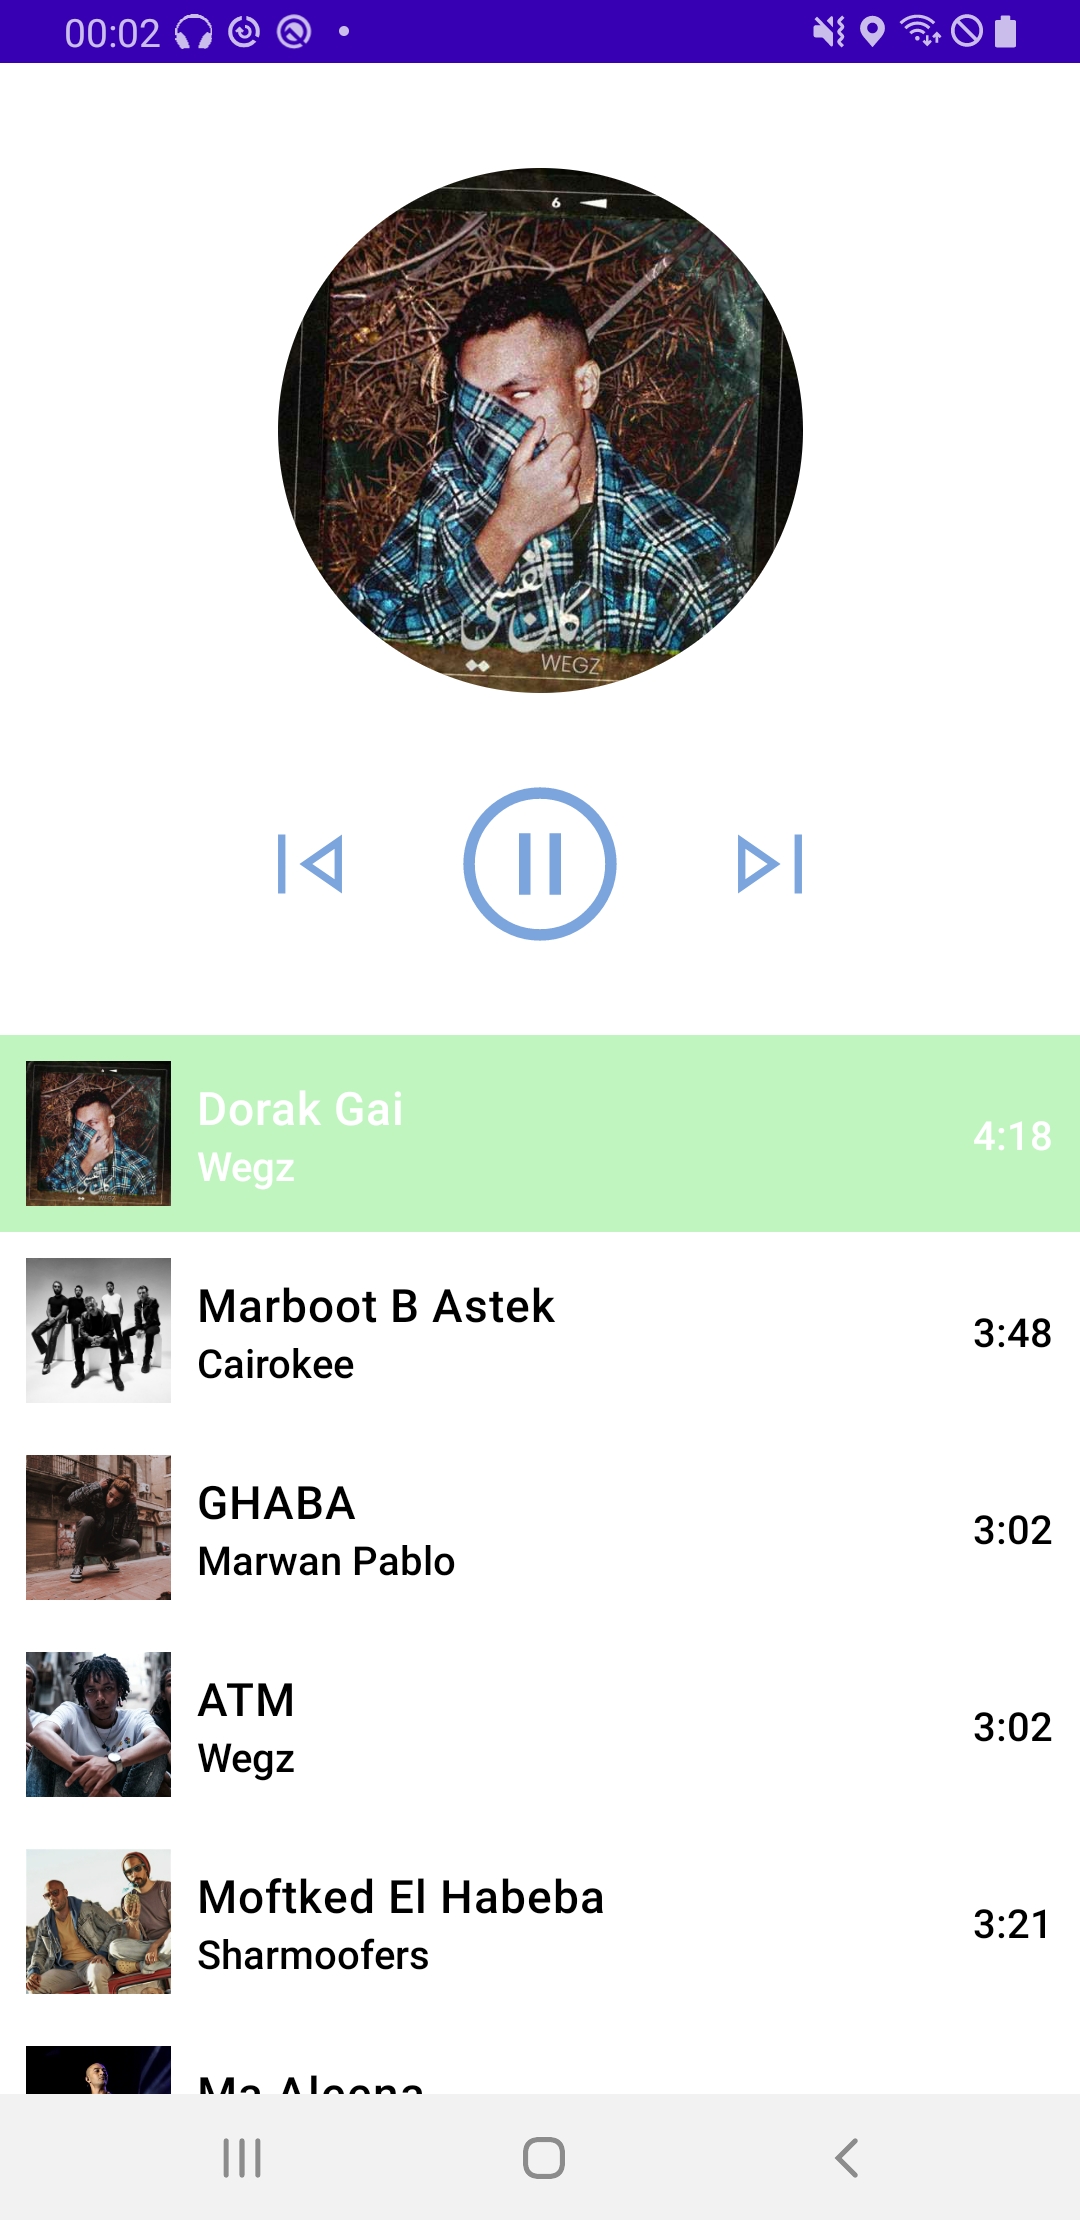 00:02
6
كان نفسي
WEGZ
Dorak Gai
Wegz
4:18
Marboot B Astek
Cairokee
3:48
GHABA
Marwan Pablo
3:02
ATM
Wegz
3:02
Moftked El Habeba
Sharmoofers
3:21